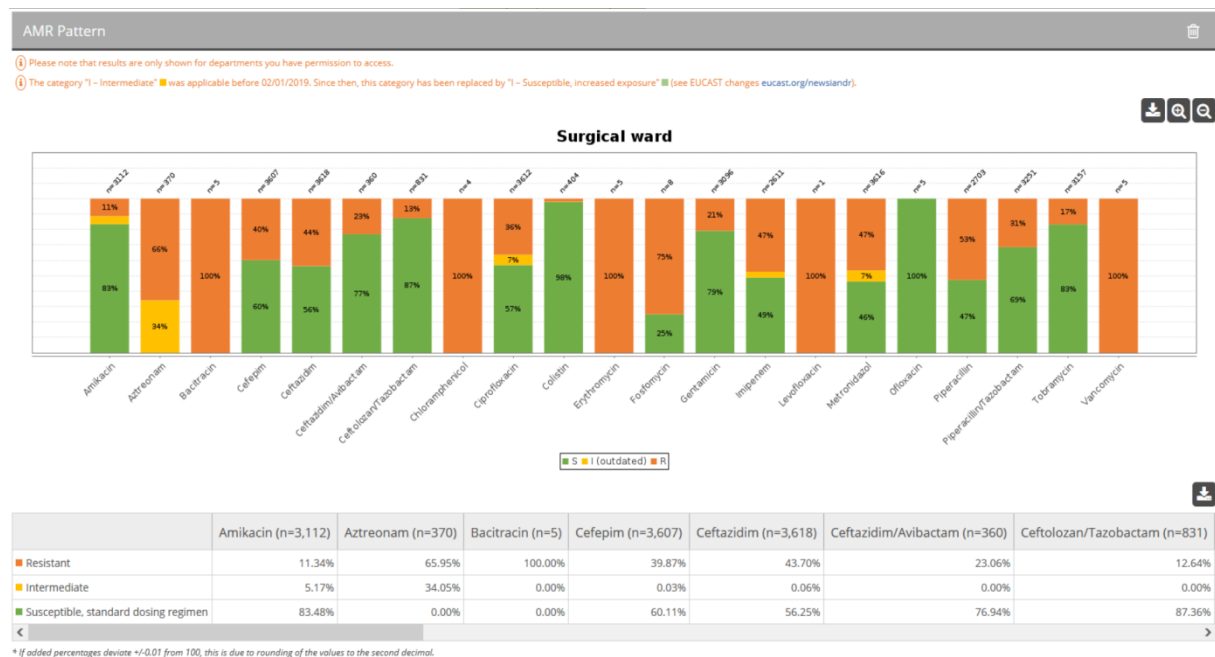 AMR Pattern
Please note that results are only shown for departments you have permission to access.
The category "I – Intermediate" was applicable before 02/01/2019. Since then, this category has been replaced by "I – Susceptible, increased exposure" (see EUCAST changes eucast.org/newsiandr).
Surgical ward
n=3112 n=370 n=5 n=3607 n=3618 n=360 n=831 n=4 n=3612 n=404 n=5 n=8 n=3096 n=2611 n=1 n=3616 n=5 n=2703 n=3251 n=3157 n=5
11% 66% 100% 40% 44% 23% 13% 100% 36% 100% 75% 21% 47% 100% 47% 53% 31% 17% 100%
7% 7%
83% 34% 60% 56% 77% 87% 57% 98% 25% 79% 49% 46% 100% 47% 69% 83%
Amikacin Aztreonam Bacitracin Cefepim Ceftazidim Ceftazidim/Avibactam Ceftolozan/Tazobactam Chloramphenicol Ciprofloxacin Colistin Erythromycin Fosfomycin Gentamicin Imipenem Levofloxacin Metronidazol Ofloxacin Piperacillin Piperacillin/Tazobactam Tobramycin Vancomycin
S I (outdated) R
Amikacin (n=3,112) Aztreonam (n=370) Bacitracin (n=5) Cefepim (n=3,607) Ceftazidim (n=3,618) Ceftazidim/Avibactam (n=360) Ceftolozan/Tazobactam (n=831)
Resistant 11.34% 65.95% 100.00% 39.87% 43.70% 23.06% 12.64%
Intermediate 5.17% 34.05% 0.00% 0.03% 0.06% 0.00% 0.00%
Susceptible, standard dosing regimen 83.48% 0.00% 0.00% 60.11% 56.25% 76.94% 87.36%
* If added percentages deviate +/-0.01 from 100, this is due to rounding of the values to the second decimal.